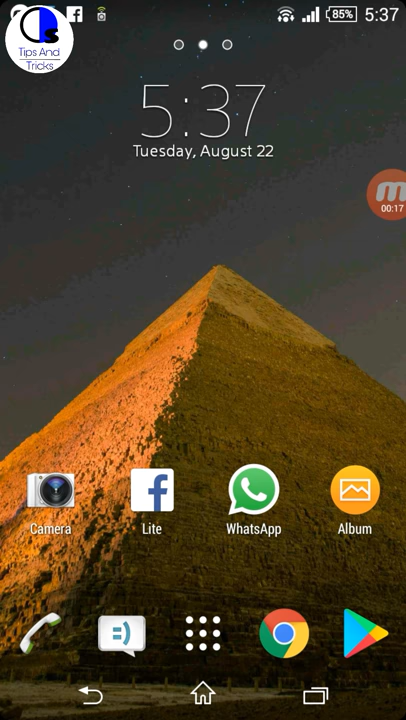 Tips And
Tricks
85%
5:37
5:37
Tuesday, August 22
00:17
Camera
Lite
WhatsApp
Album